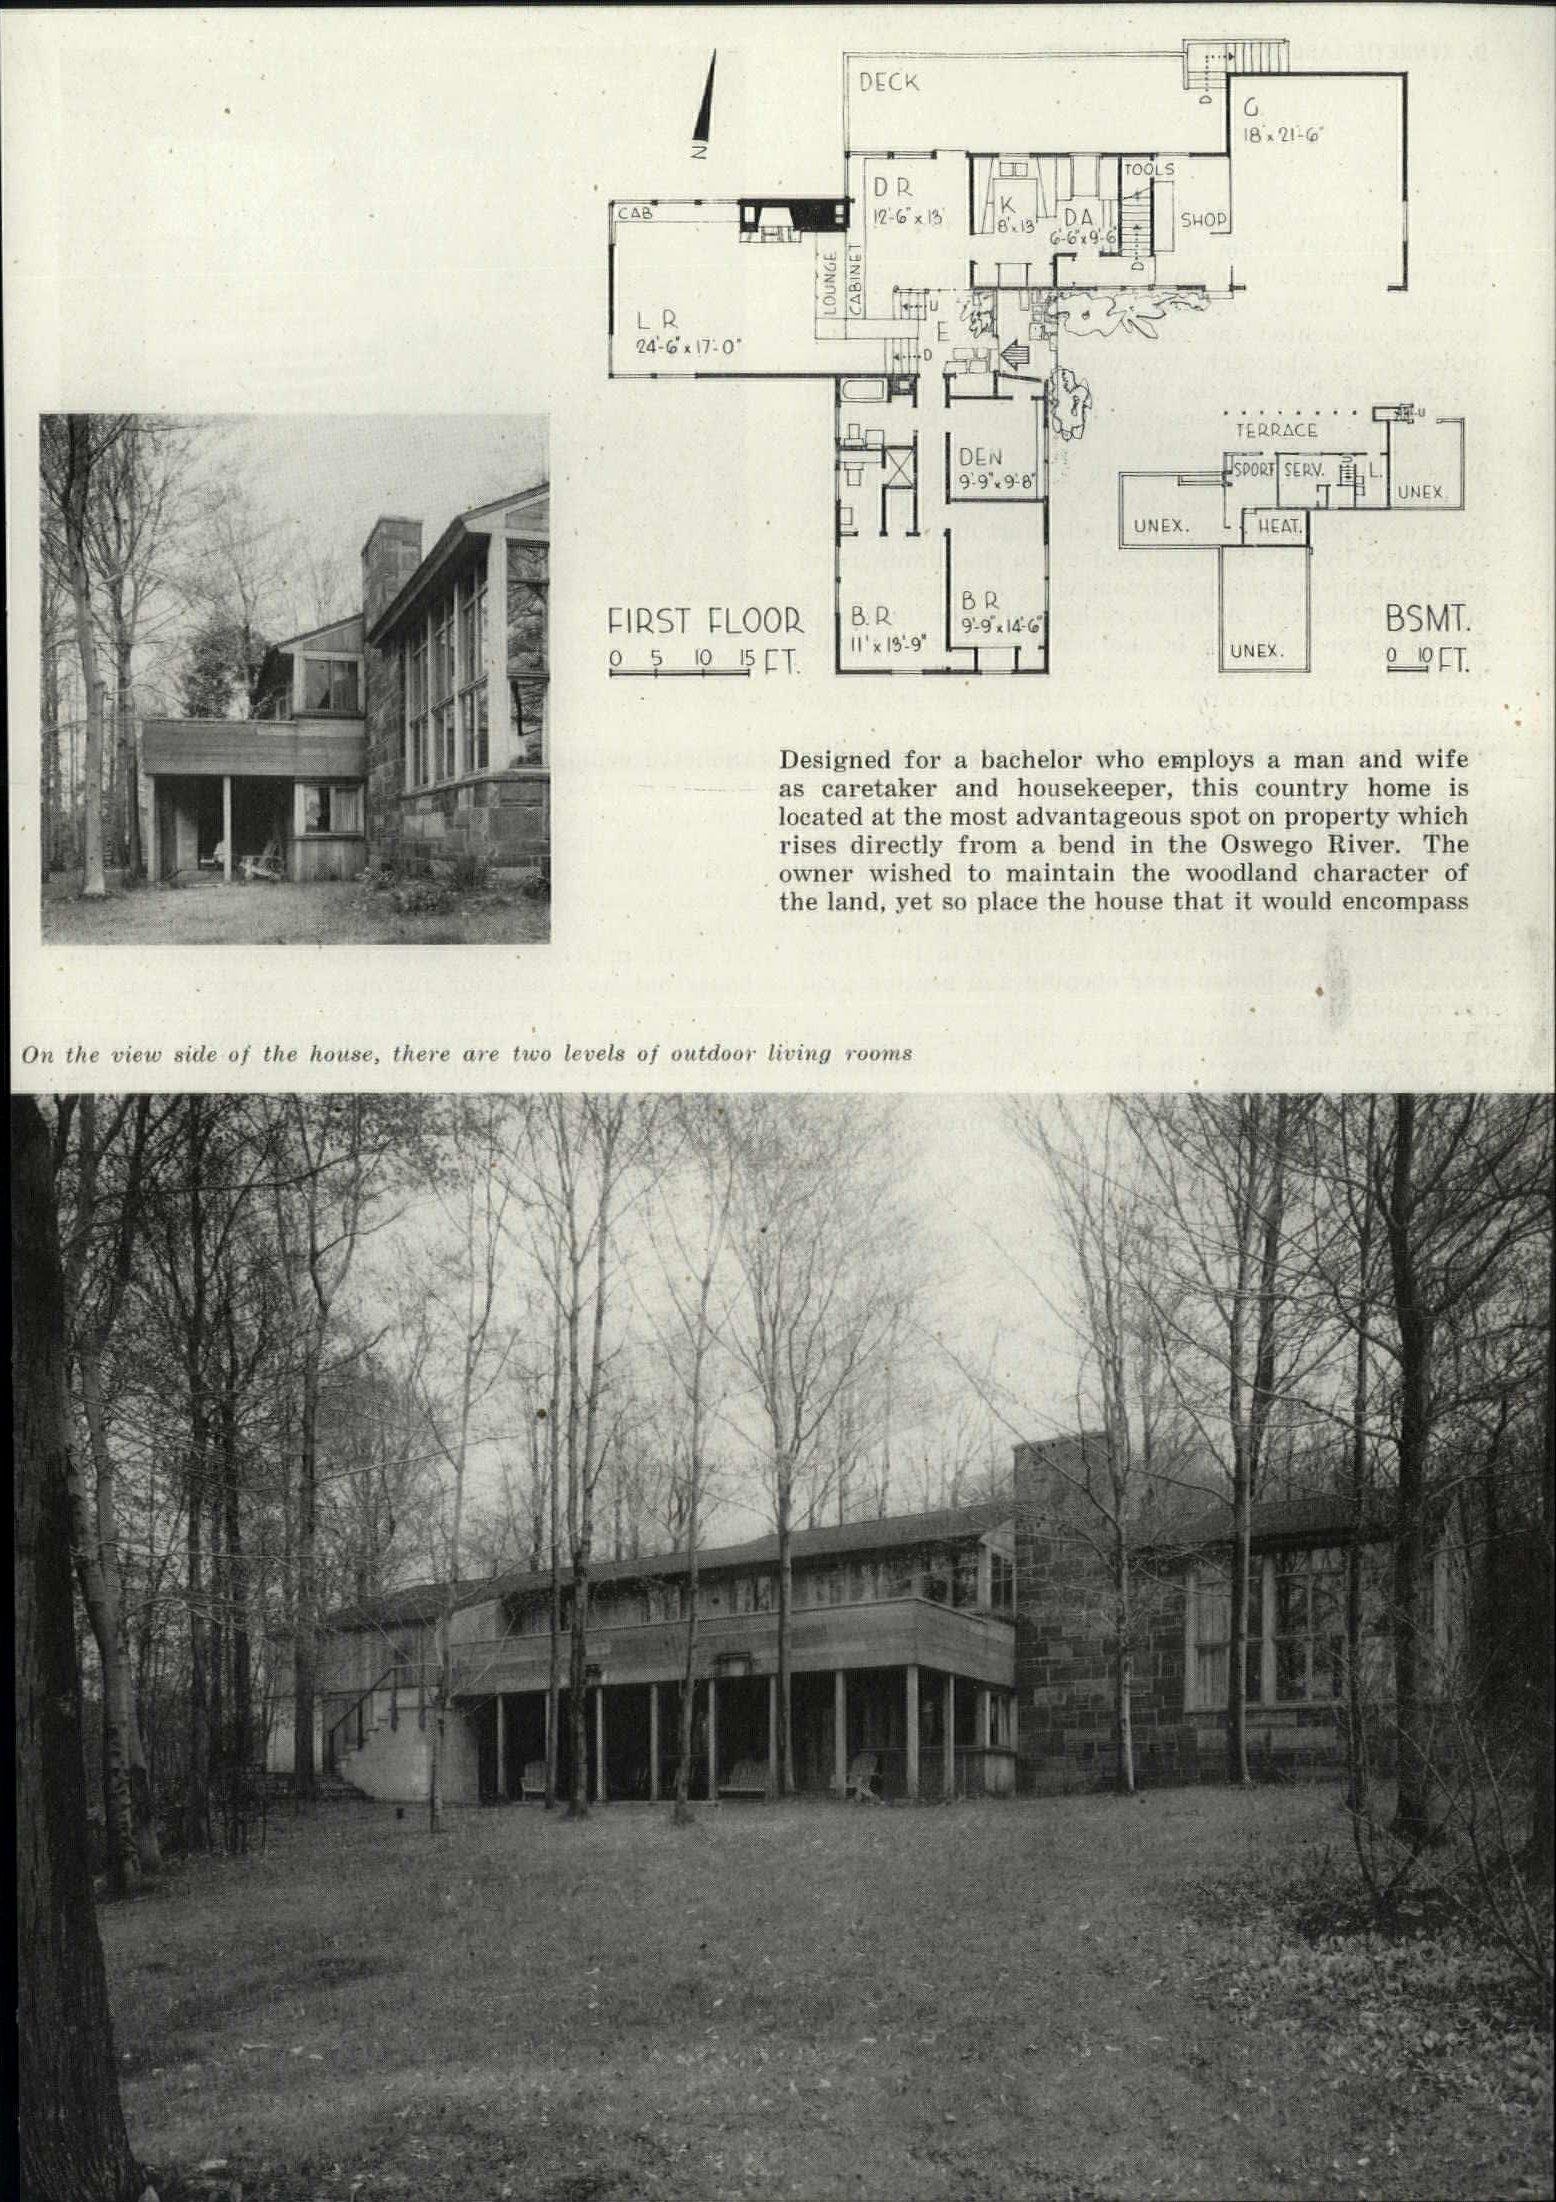 DECK
D
G.
18' x 21'-6"
N
TOOLS
D R
12'-6" x 13'
K
8' x 13'
DA
6'-6" x 9'-6"
SHOP
D
CAB
LOUNGE
CABINET
U
E
L R
24'-6" x 17'-0"
D
DEN
9'-9" x 9'-8"
U
TERRACE
SPORT
SERV.
L.
UNEX.
UNEX.
HEAT.
UNEX.
B R
9'-9" x 14'-6"
B.R
11' x 13'-9"
FIRST FLOOR
0 5 10 15 FT.
BSMT.
0 10 FT.
Designed for a bachelor who employs a man and wife
as caretaker and housekeeper, this country home is
located at the most advantageous spot on property which
rises directly from a bend in the Oswego River. The
owner wished to maintain the woodland character of
the land, yet so place the house that it would encompass
On the view side of the house, there are two levels of outdoor living rooms